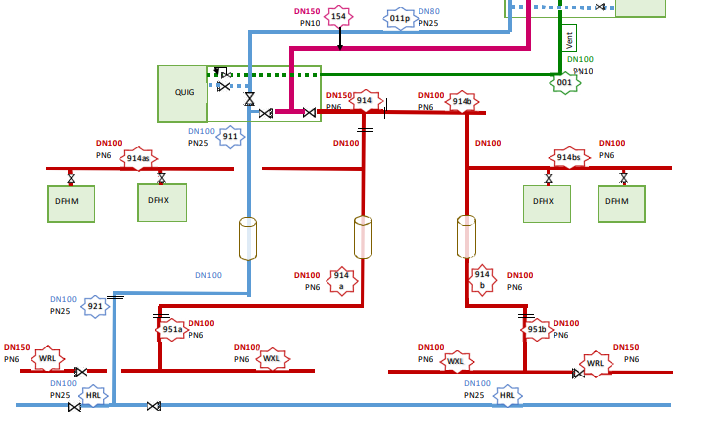 DN150
PN10
154
011p
DN80
PN25
Vent
DN100
PN10
001
QUIG
DN150
PN6
914
DN100
PN6
914b
DN100
PN25
911
DN100
DN100
DN100
PN6
914as
914bs
DN100
PN6
DFHM
DFHX
DFHX
DFHM
DN100
DN100
PN6
914
a
914
b
DN100
PN6
DN100
PN25
921
951a
DN100
PN6
951b
DN100
PN6
DN150
PN6
WRL
DN100
PN6
WXL
DN100
PN6
WXL
WRL
DN150
PN6
DN100
PN25
HRL
DN100
PN25
HRL